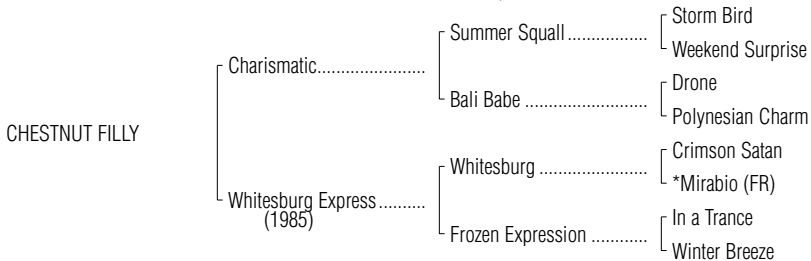 Storm Bird
Summer Squall..................
Weekend Surprise
Charismatic.......................
Drone
Bali Babe ...........................
Polynesian Charm
CHESTNUT FILLY
Crimson Satan
Whitesburg .......................
*Mirabio (FR)
Whitesburg Express..........
(1985)
In a Trance
Frozen Expression ............
Winter Breeze